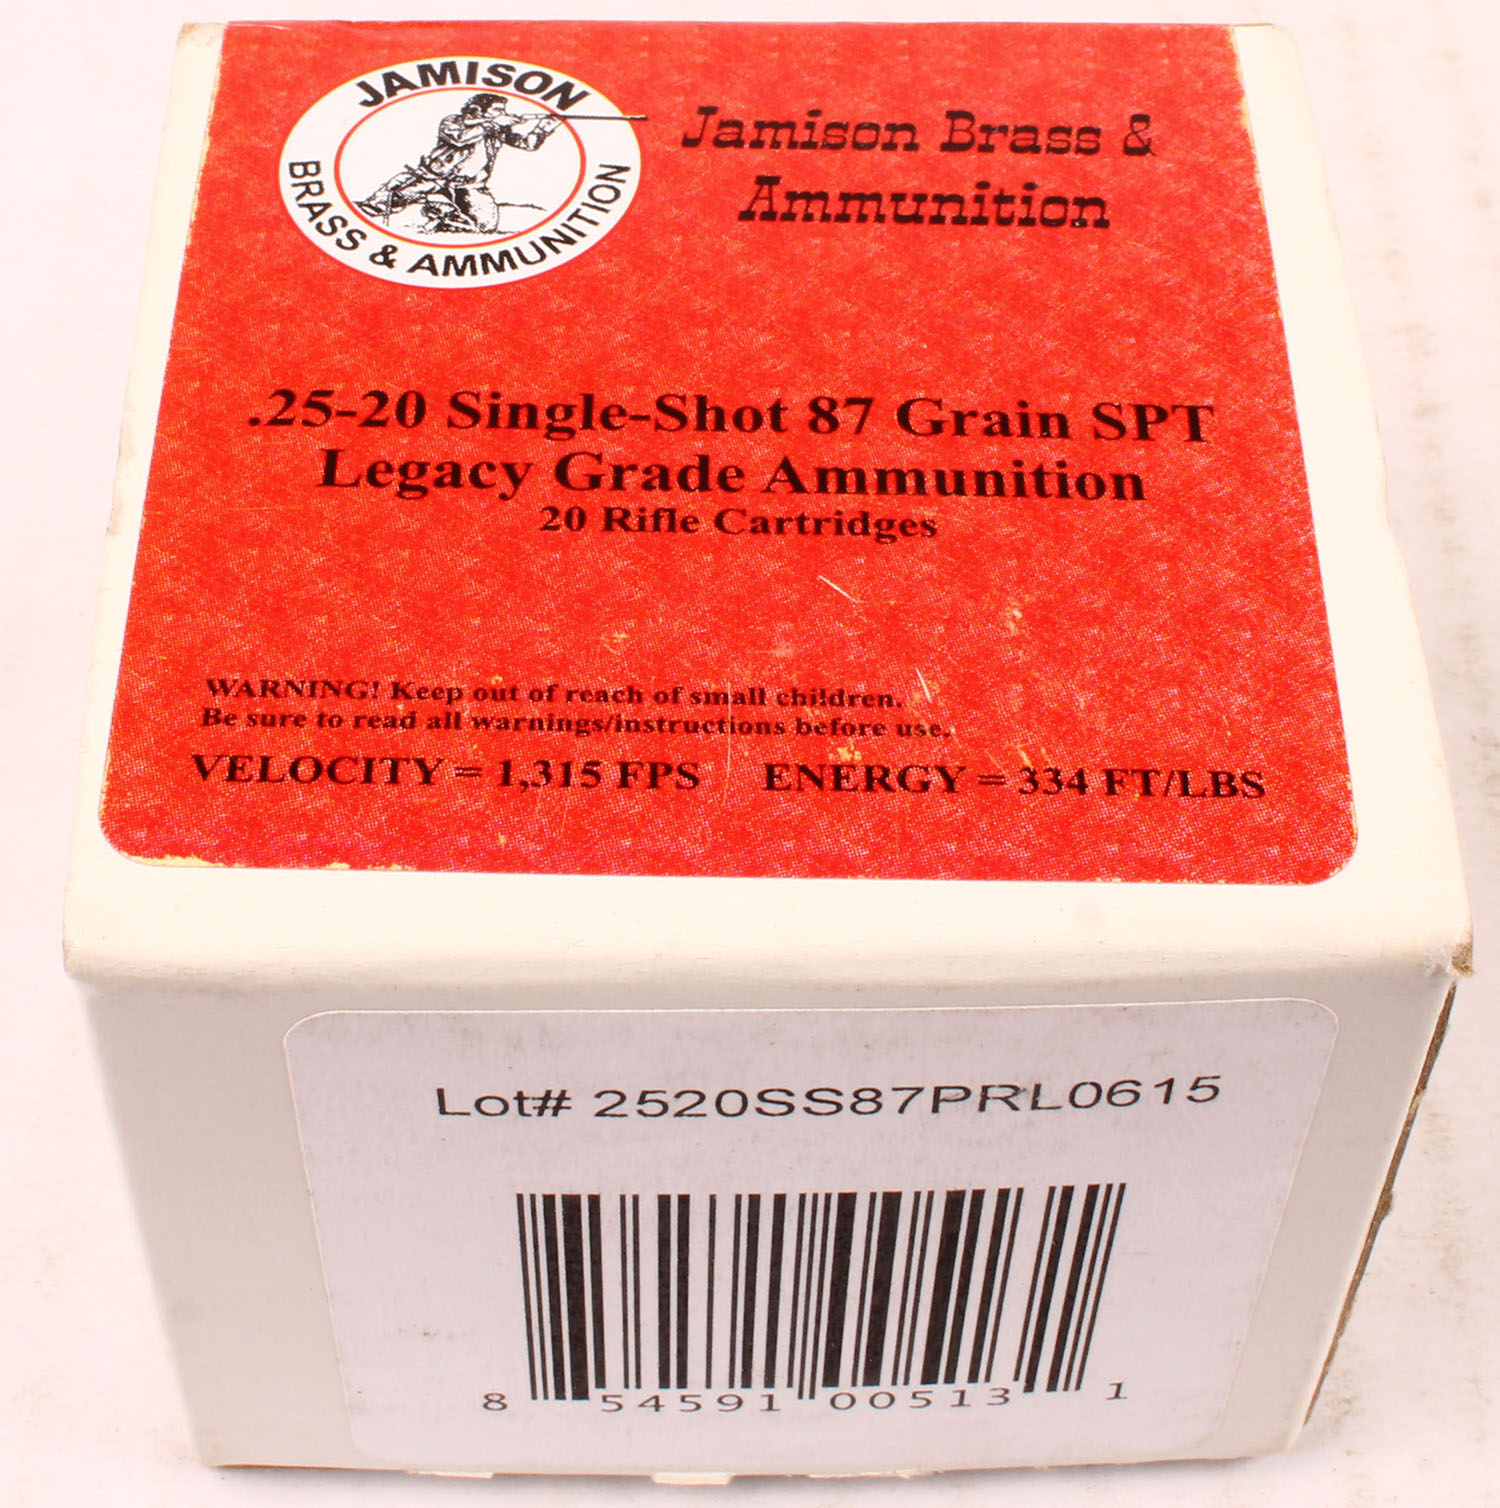 JAMISON
BRASS & AMMUNITION
Jamison Brass &
Ammunition
.25-20 Single-Shot 87 Grain SPT
Legacy Grade Ammunition
20 Rifle Cartridges
WARNING! Keep out of reach of small children.
Be sure to read all warnings/instructions before use.
VELOCITY = 1,315 FPS ENERGY = 334 FT/LBS
Lot# 2520SS87PRL0615
8 54591 00513 1